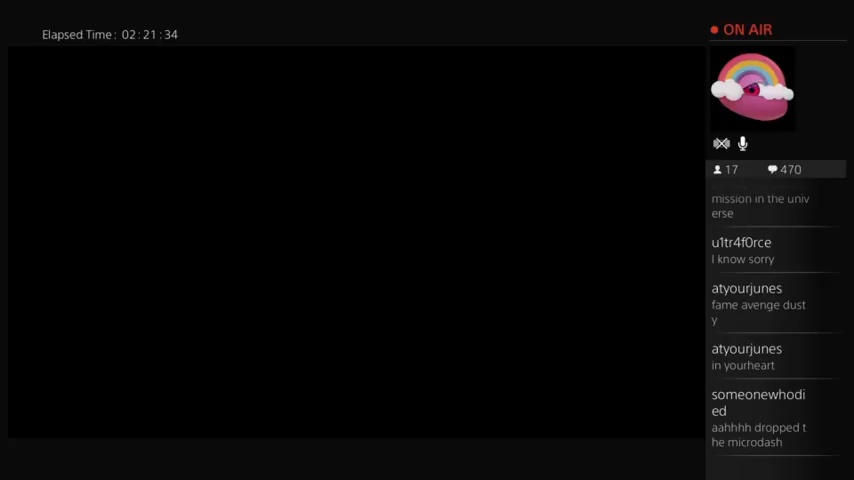 Elapsed Time: 02:21:34
ON AIR
17 470
mission in the univ
erse
u1tr4f0rce
I know sorry
atyourjunes
fame avenge dust
y
atyourjunes
in yourheart
someonewhodi
ed
aahhhh dropped t
he microdash